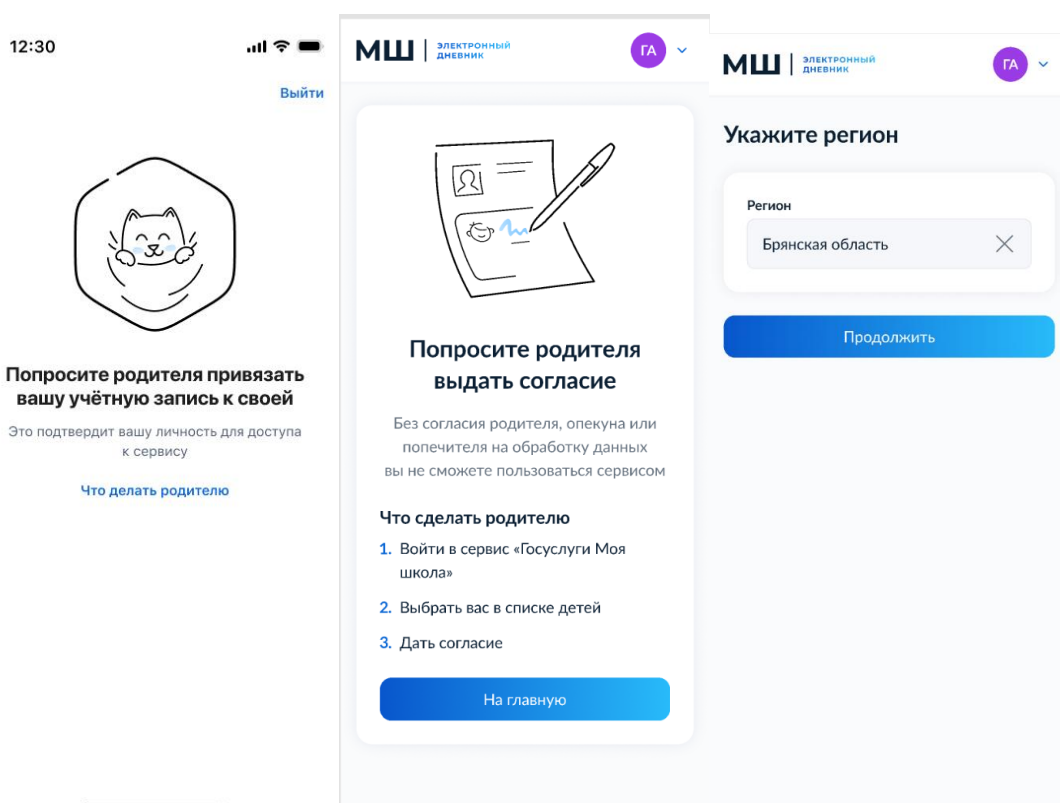 12:30
Выйти
Попросите родителя привязать
вашу учётную запись к своей
Это подтвердит вашу личность для доступа
к сервису
Что делать родителю
МШ
ЭЛЕКТРОННЫЙ
ДНЕВНИК
ГА
Попросите родителя
выдать согласие
Без согласия родителя, опекуна или
попечителя на обработку данных
вы не сможете пользоваться сервисом
Что сделать родителю
1. Войти в сервис «Госуслуги Моя
школа»
2. Выбрать вас в списке детей
3. Дать согласие
На главную
МШ
ЭЛЕКТРОННЫЙ
ДНЕВНИК
ГА
Укажите регион
Регион
Брянская область
Продолжить